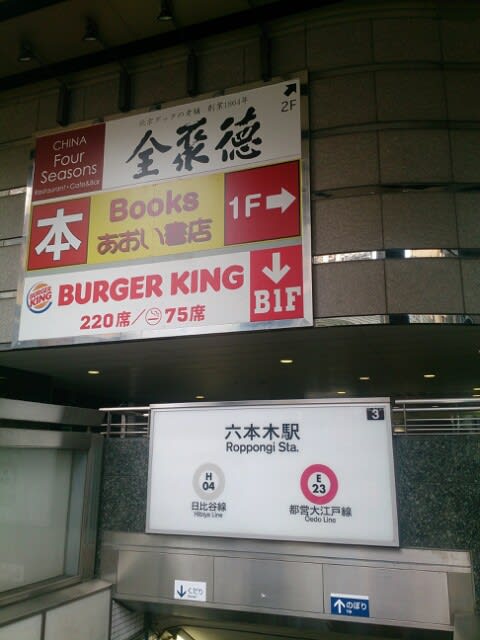 北京ダックの老舗 創業1864年
2F
CHINA
Four
Seasons
Restaurant・Cafe&Bar
全聚德
本
Books
あおい書店
1F→
BURGER
KING
BURGER KING
220席/75席
↓
B1F
3
六本木駅
Roppongi Sta.
H
04
日比谷線
Hibiya Line
E
23
都営大江戸線
Oedo Line
↓くだり
↑のぼり